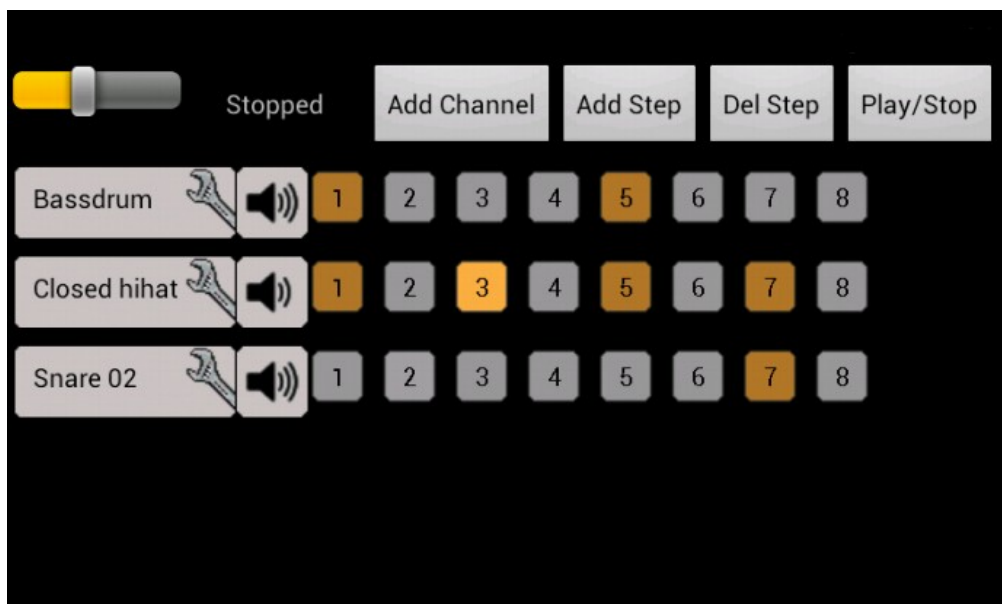 Stopped Add Channel Add Step Del Step Play/Stop
Bassdrum 1 2 3 4 5 6 7 8
Closed hihat 1 2 3 4 5 6 7 8
Snare 02 1 2 3 4 5 6 7 8